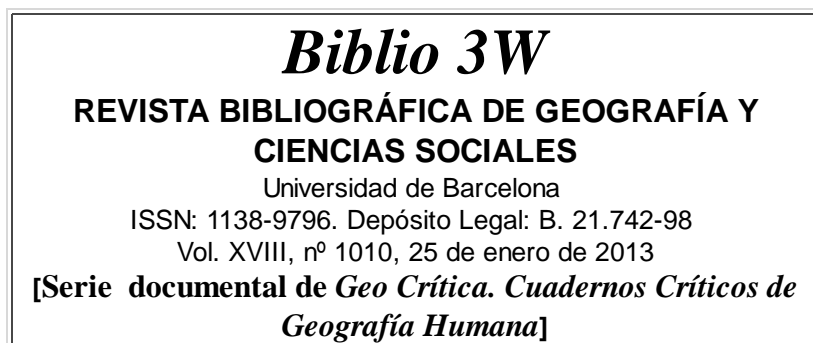 Biblio 3W
REVISTA BIBLIOGRÁFICA DE GEOGRAFÍA Y
CIENCIAS SOCIALES
Universidad de Barcelona
ISSN: 1138-9796. Depósito Legal: B. 21.742-98
Vol. XVIII, nº 1010, 25 de enero de 2013
[Serie documental de Geo Crítica. Cuadernos Críticos de
Geografía Humana]